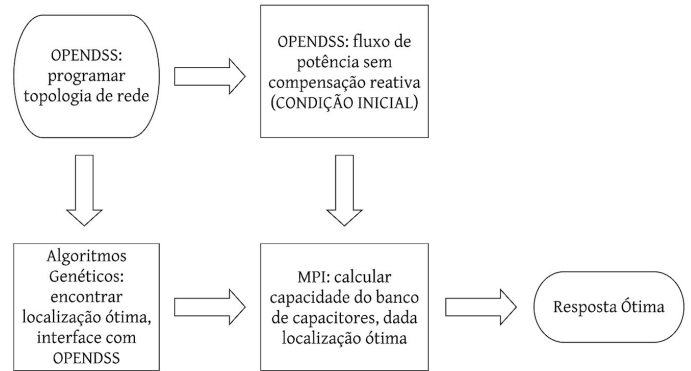 OPENDSS:
programar
topologia de rede
OPENDSS: fluxo de
potência sem
compensação reativa
(CONDIÇÃO INICIAL)
Algoritmos
Genéticos:
encontrar
localização ótima,
interface com
OPENDSS
MPI: calcular
capacidade do banco
de capacitores, dada
localização ótima
Resposta Ótima